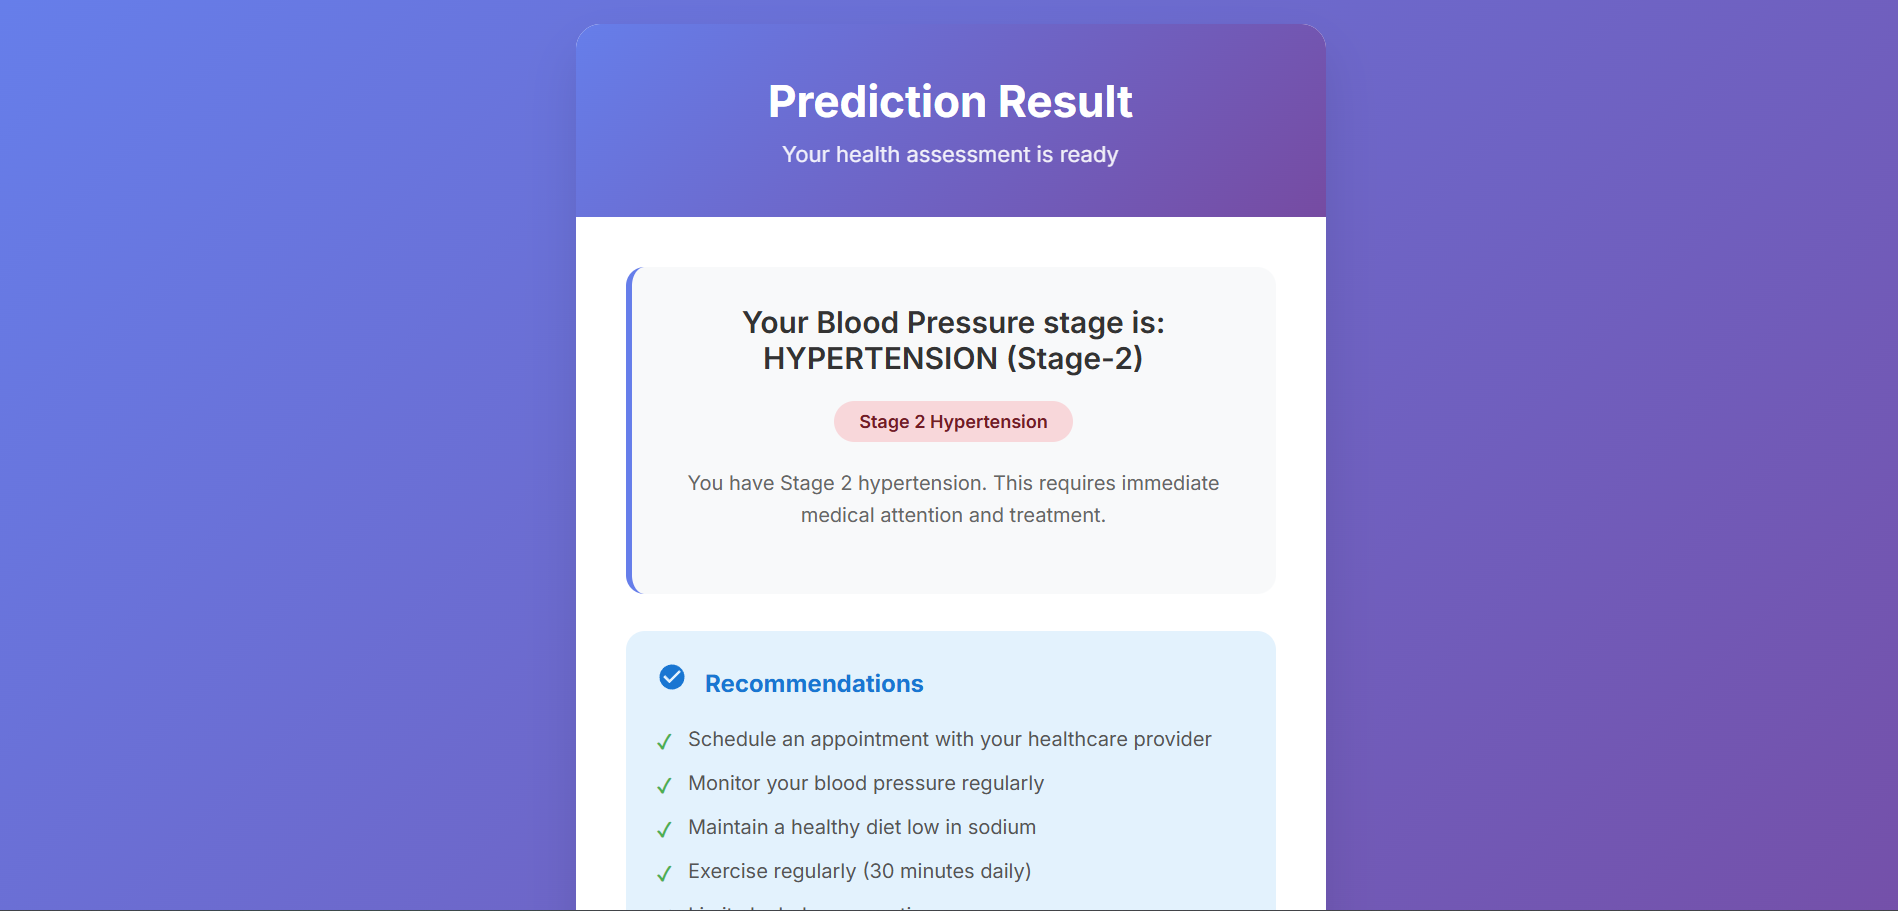 Prediction Result
Your health assessment is ready
Your Blood Pressure stage is:
HYPERTENSION (Stage-2)
Stage 2 Hypertension
You have Stage 2 hypertension. This requires immediate
medical attention and treatment.
Recommendations
✓ Schedule an appointment with your healthcare provider
✓ Monitor your blood pressure regularly
✓ Maintain a healthy diet low in sodium
✓ Exercise regularly (30 minutes daily)